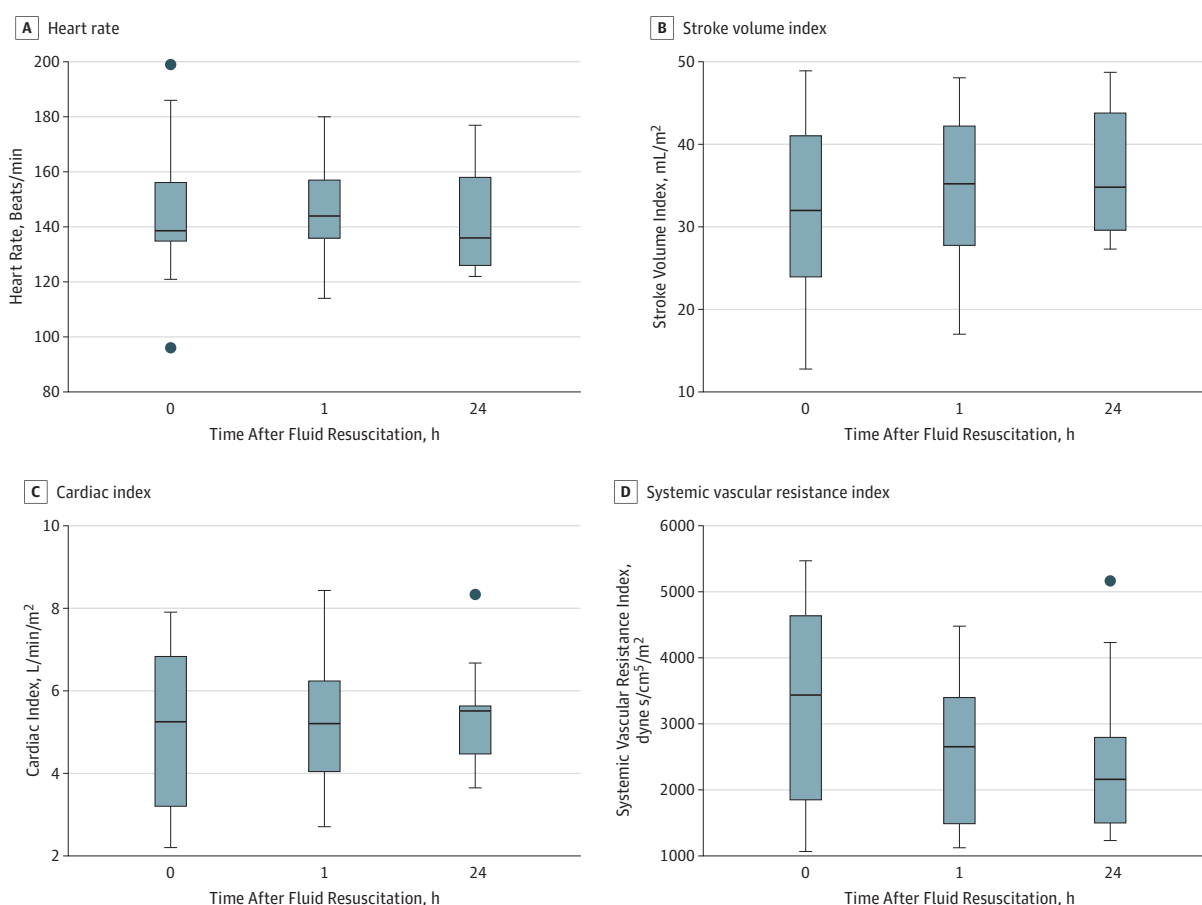 A Heart rate
200
180
160
140
120
100
80
Heart Rate, Beats/min
0 1 24
Time After Fluid Resuscitation, h
B Stroke volume index
50
40
30
20
10
Stroke Volume Index, mL/m²
0 1 24
Time After Fluid Resuscitation, h
C Cardiac index
10
8
6
4
2
Cardiac Index, L/min/m²
0 1 24
Time After Fluid Resuscitation, h
D Systemic vascular resistance index
6000
5000
4000
3000
2000
1000
Systemic Vascular Resistance Index,
dyne s/cm⁵/m²
0 1 24
Time After Fluid Resuscitation, h